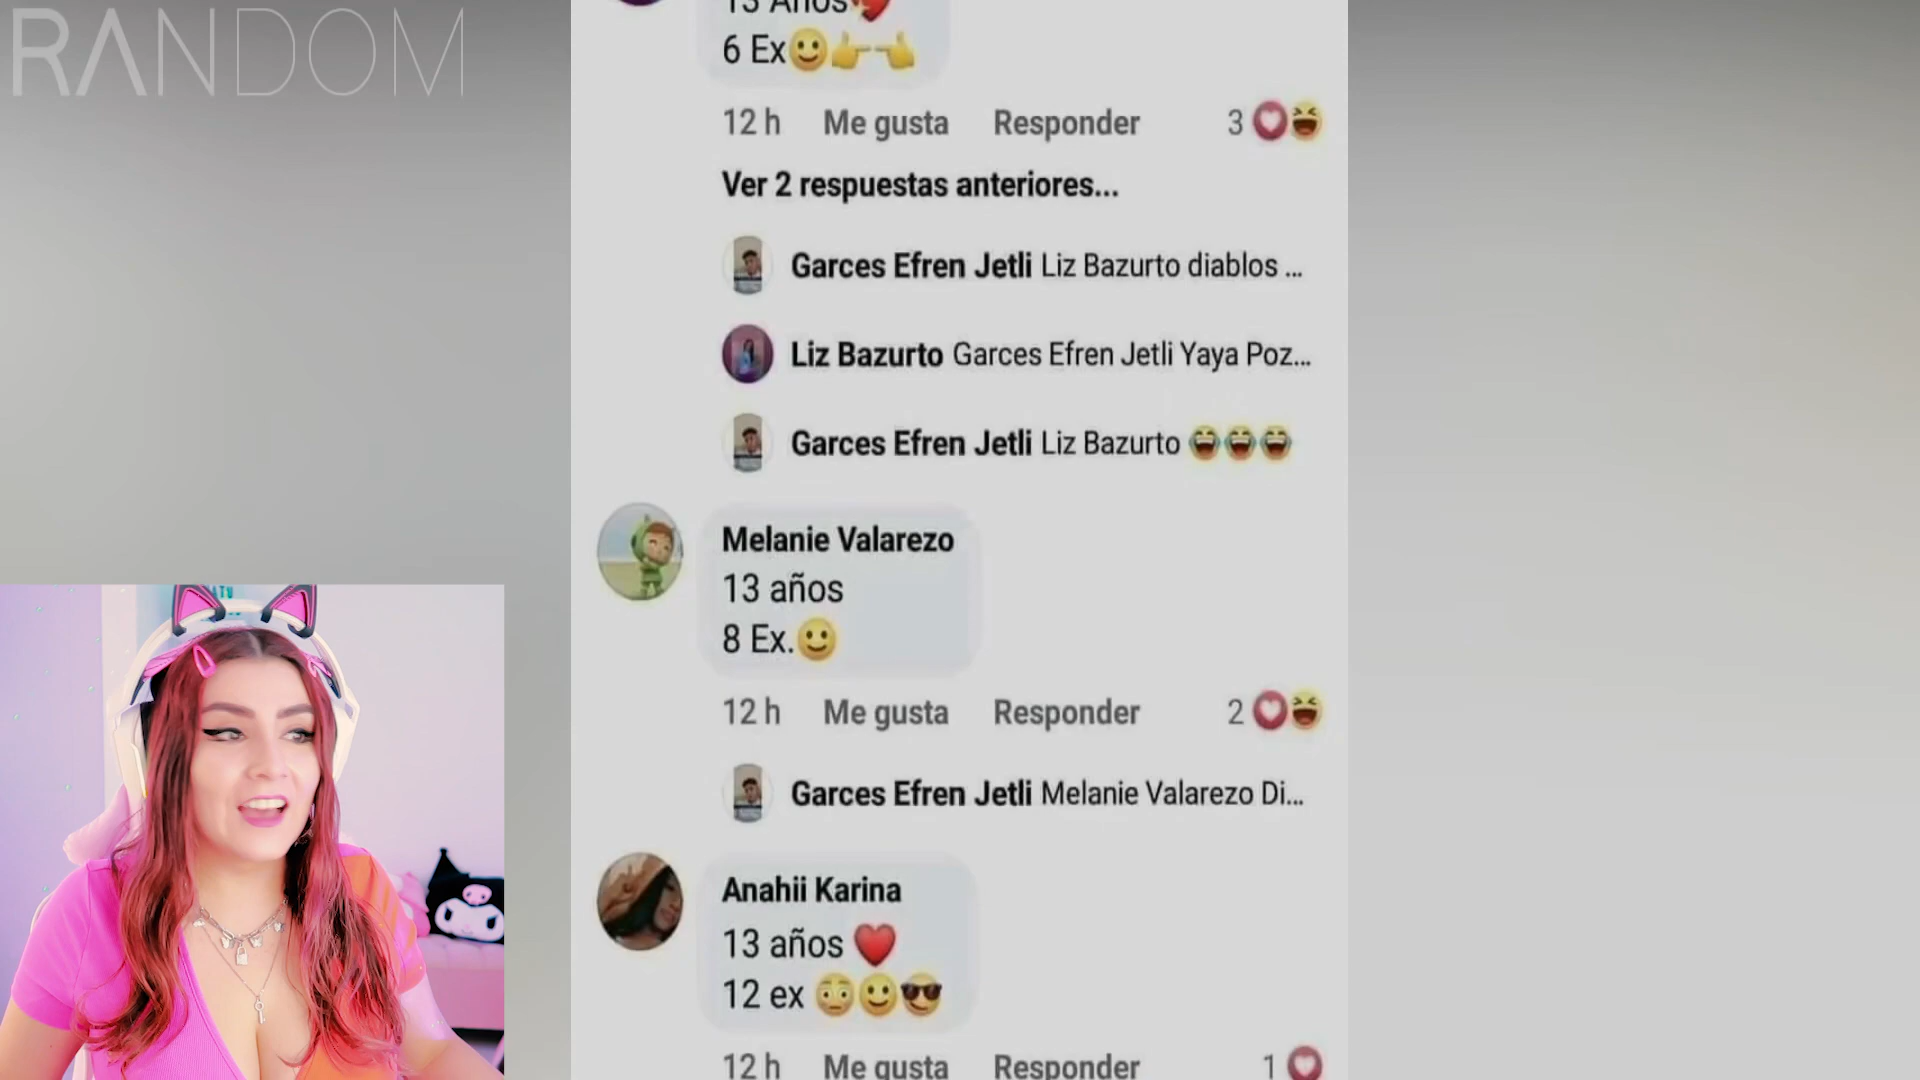 RANDOM
13 Años❤️
6 Ex🙂👉👈
12 h Me gusta Responder 3
Ver 2 respuestas anteriores...
Garces Efren Jetli Liz Bazurto diablos ...
Liz Bazurto Garces Efren Jetli Yaya Poz...
Garces Efren Jetli Liz Bazurto 😂😂😂
Melanie Valarezo
13 años
8 Ex.🙂
12 h Me gusta Responder 2
Garces Efren Jetli Melanie Valarezo Di...
Anahii Karina
13 años ❤️
12 ex 😳🙂😎
12 h Me gusta Responder 1